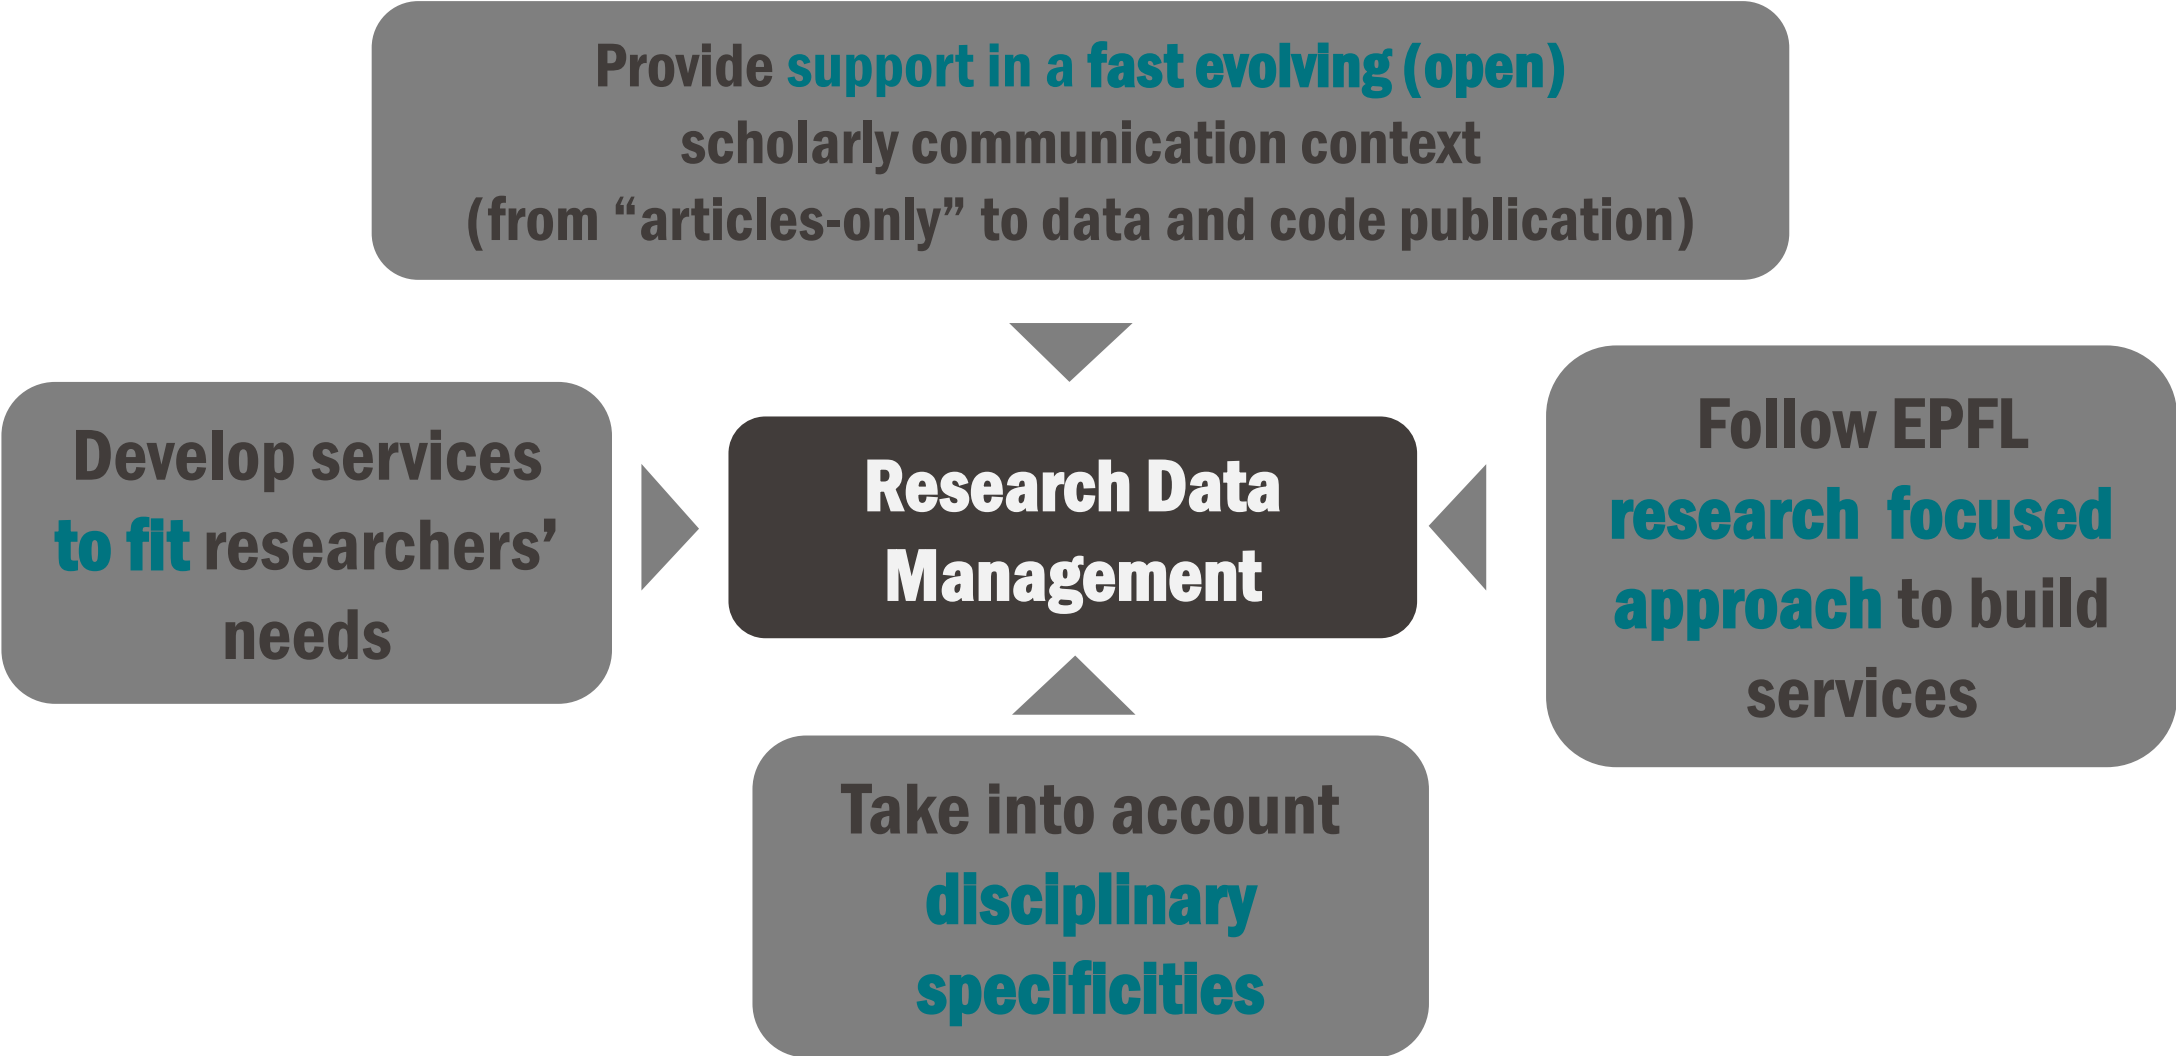 Provide support in a fast evolving (open)
scholarly communication context
(from “articles-only” to data and code publication)
Develop services
to fit researchers’
needs
Research Data
Management
Follow EPFL
research focused
approach to build
services
Take into account
disciplinary
specificities